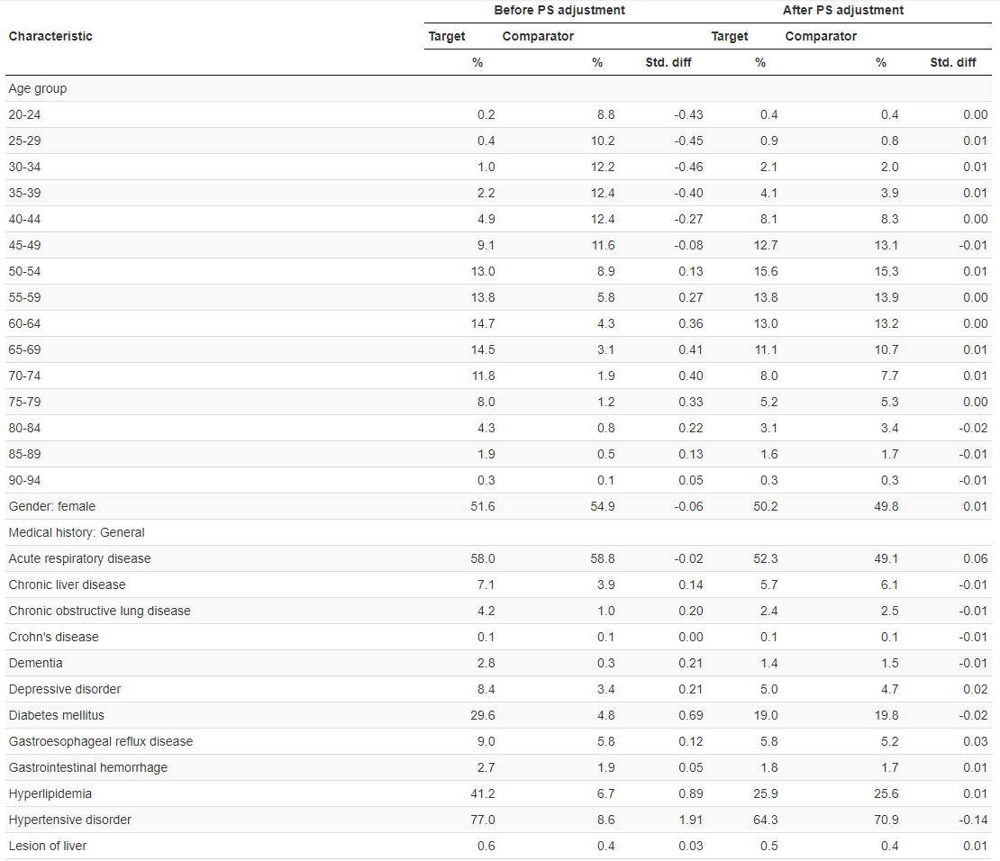 Before PS adjustment After PS adjustment
Characteristic Target Comparator Target Comparator
% % Std. diff % % Std. diff
Age group
20-24 0.2 8.8 -0.43 0.4 0.4 0.00
25-29 0.4 10.2 -0.45 0.9 0.8 0.01
30-34 1.0 12.2 -0.46 2.1 2.0 0.01
35-39 2.2 12.4 -0.40 4.1 3.9 0.01
40-44 4.9 12.4 -0.27 8.1 8.3 0.00
45-49 9.1 11.6 -0.08 12.7 13.1 -0.01
50-54 13.0 8.9 0.13 15.6 15.3 0.01
55-59 13.8 5.8 0.27 13.8 13.9 0.00
60-64 14.7 4.3 0.36 13.0 13.2 0.00
65-69 14.5 3.1 0.41 11.1 10.7 0.01
70-74 11.8 1.9 0.40 8.0 7.7 0.01
75-79 8.0 1.2 0.33 5.2 5.3 0.00
80-84 4.3 0.8 0.22 3.1 3.4 -0.02
85-89 1.9 0.5 0.13 1.6 1.7 -0.01
90-94 0.3 0.1 0.05 0.3 0.3 -0.01
Gender: female 51.6 54.9 -0.06 50.2 49.8 0.01
Medical history: General
Acute respiratory disease 58.0 58.8 -0.02 52.3 49.1 0.06
Chronic liver disease 7.1 3.9 0.14 5.7 6.1 -0.01
Chronic obstructive lung disease 4.2 1.0 0.20 2.4 2.5 -0.01
Crohn's disease 0.1 0.1 0.00 0.1 0.1 -0.01
Dementia 2.8 0.3 0.21 1.4 1.5 -0.01
Depressive disorder 8.4 3.4 0.21 5.0 4.7 0.02
Diabetes mellitus 29.6 4.8 0.69 19.0 19.8 -0.02
Gastroesophageal reflux disease 9.0 5.8 0.12 5.8 5.2 0.03
Gastrointestinal hemorrhage 2.7 1.9 0.05 1.8 1.7 0.01
Hyperlipidemia 41.2 6.7 0.89 25.9 25.6 0.01
Hypertensive disorder 77.0 8.6 1.91 64.3 70.9 -0.14
Lesion of liver 0.6 0.4 0.03 0.5 0.4 0.01